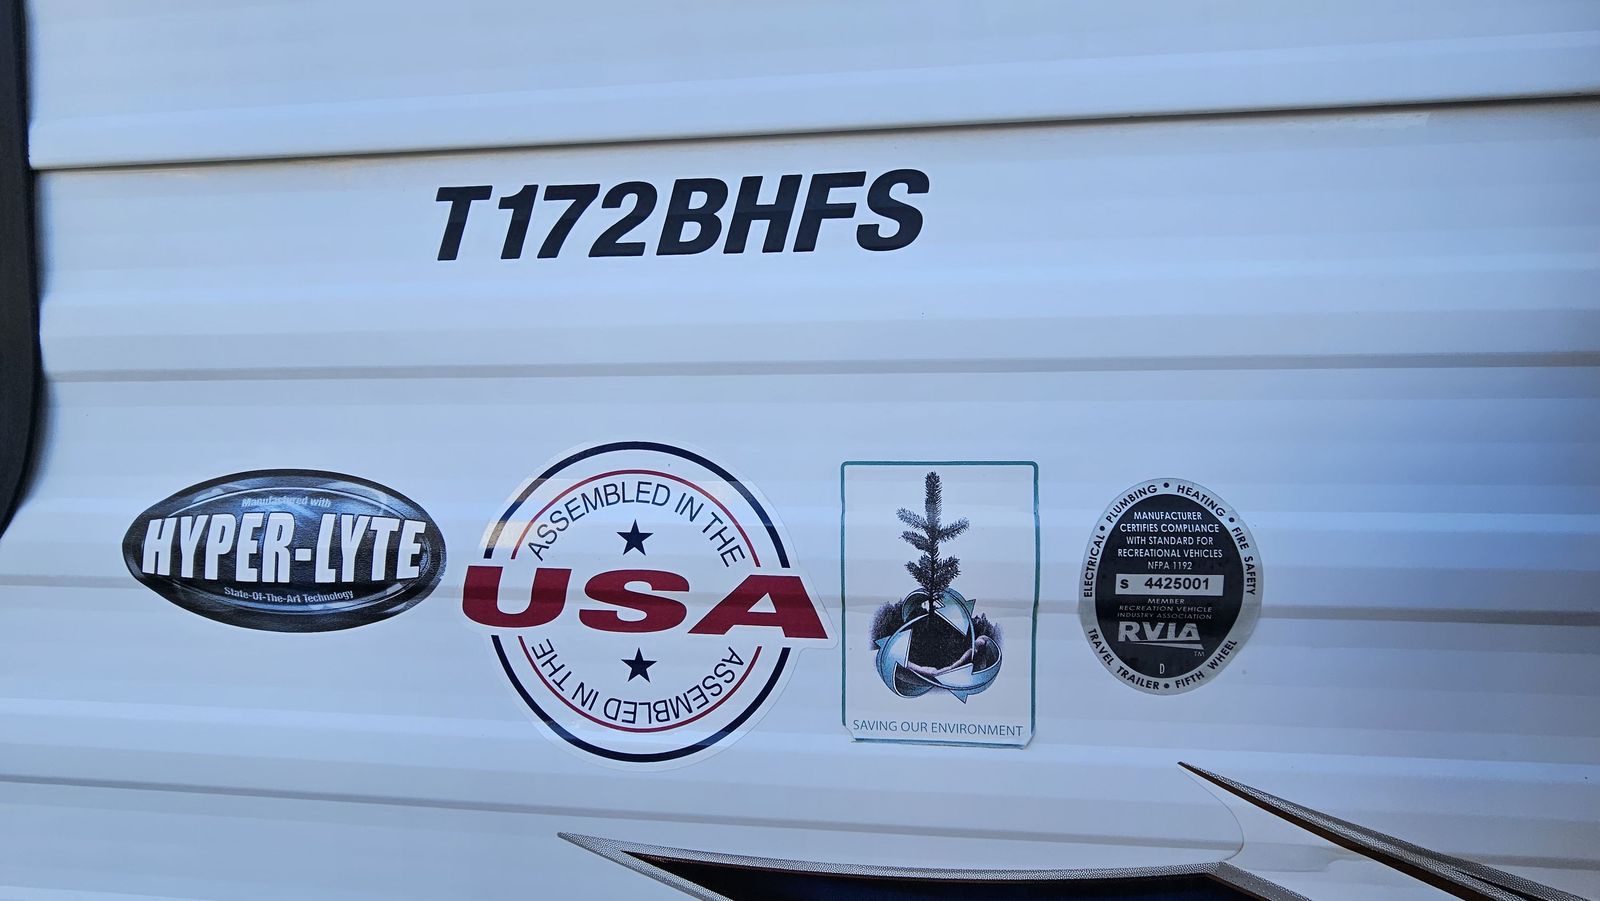 T172BHFS
Manufactured with
HYPER-LYTE
State-Of-The-Art Technology
ASSEMBLED IN THE
USA
ASSEMBLED IN THE
SAVING OUR ENVIRONMENT
ELECTRICAL • PLUMBING • HEATING • FIRE SAFETY
MANUFACTURER
CERTIFIES COMPLIANCE
WITH STANDARD FOR
RECREATIONAL VEHICLES
NFPA 1192
S 4425001
MEMBER
RECREATION VEHICLE
INDUSTRY ASSOCIATION
RVIA
TM
D
TRAVEL TRAILER • FIFTH WHEEL